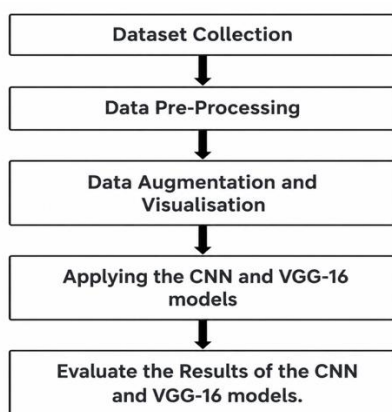 Dataset Collection
Data Pre-Processing
Data Augmentation and
Visualisation
Applying the CNN and VGG-16
models
Evaluate the Results of the CNN
and VGG-16 models.